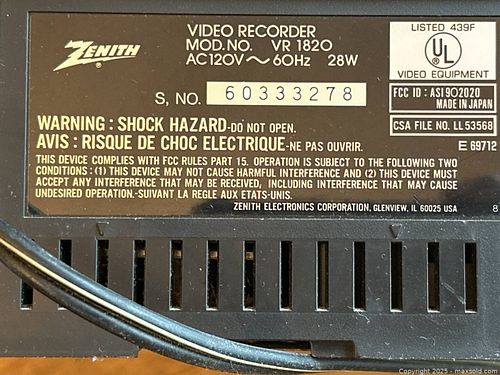 ZENITH
VIDEO RECORDER
MOD. NO. VR 1820
AC120V ~ 60Hz 28W
S, NO. 60333278
LISTED 439F
UL
VIDEO EQUIPMENT
FCC ID : ASI902020
MADE IN JAPAN
CSA FILE NO. LL53568
E 69712
WARNING : SHOCK HAZARD-DO NOT OPEN.
AVIS : RISQUE DE CHOC ELECTRIQUE-NE PAS OUVRIR.
THIS DEVICE COMPLIES WITH FCC RULES PART 15. OPERATION IS SUBJECT TO THE FOLLOWING TWO
CONDITIONS : (1) THIS DEVICE MAY NOT CAUSE HARMFUL INTERFERENCE AND (2) THIS DEVICE MUST
ACCEPT ANY INTERFERENCE THAT MAY BE RECEIVED, INCLUDING INTERFERENCE THAT MAY CAUSE
UNDESIRED OPERATION.-SUIVANT LA REGLE AUX ETATS-UNIS.
ZENITH ELECTRONICS CORPORATION, GLENVIEW, IL 60025 USA
8
Copyright 2025 - maxsold.com